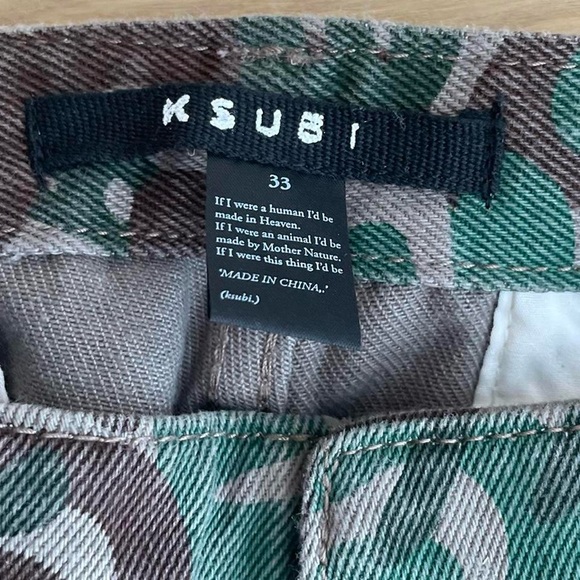 KSUBI
33
If I were a human I'd be
made in Heaven.
If I were an animal I'd be
made by Mother Nature.
If I were this thing I'd be
'MADE IN CHINA,.'
(ksubi.)